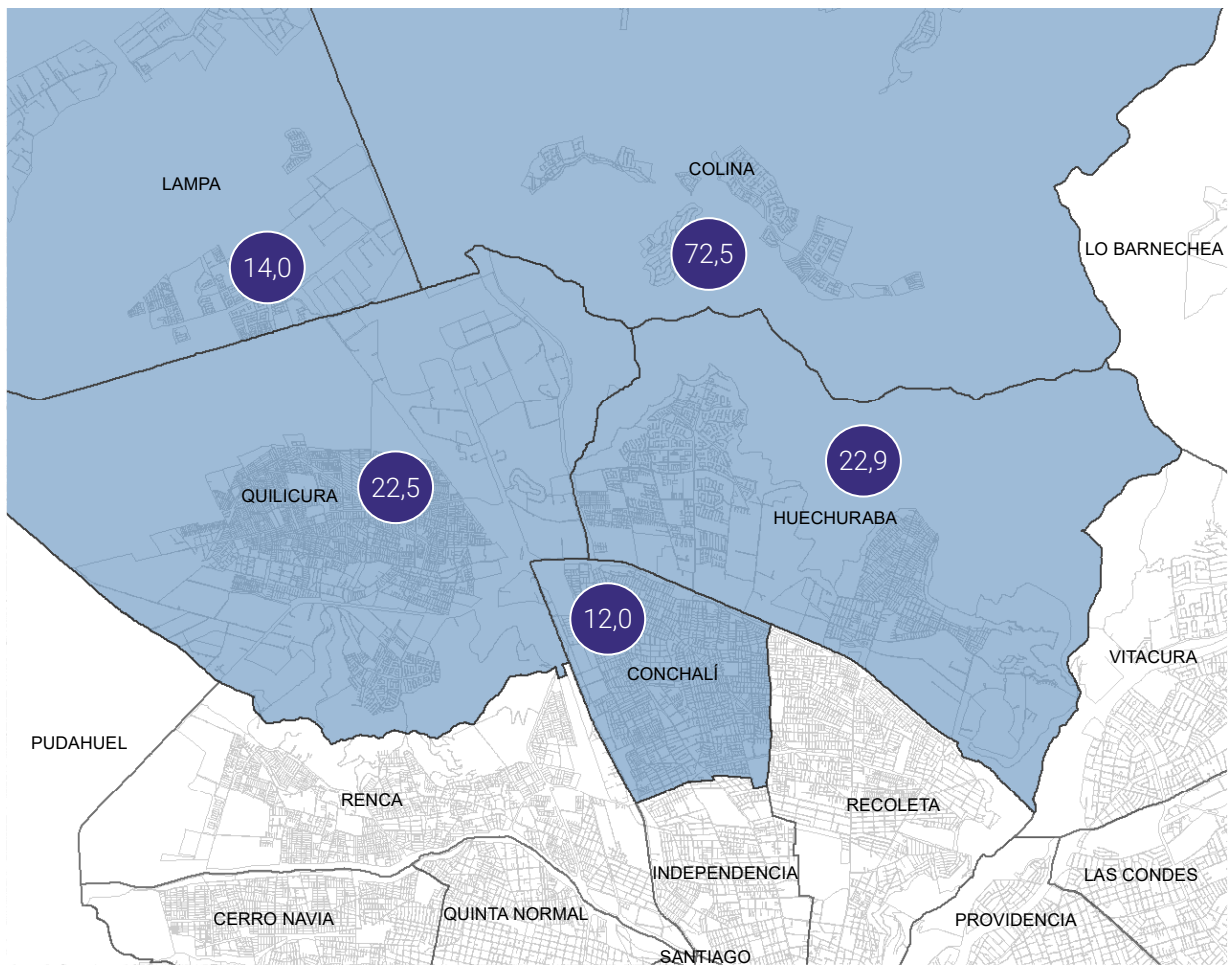 COLINA
LAMPA
LO BARNECHEA
72,5
14,0
22,9
22,5
QUILICURA
HUECHURABA
12,0
VITACURA
CONCHALÍ
PUDAHUEL
RENCA
RECOLETA
INDEPENDENCIA
LAS CONDES
CERRO NAVIA
QUINTA NORMAL
PROVIDENCIA
SANTIAGO